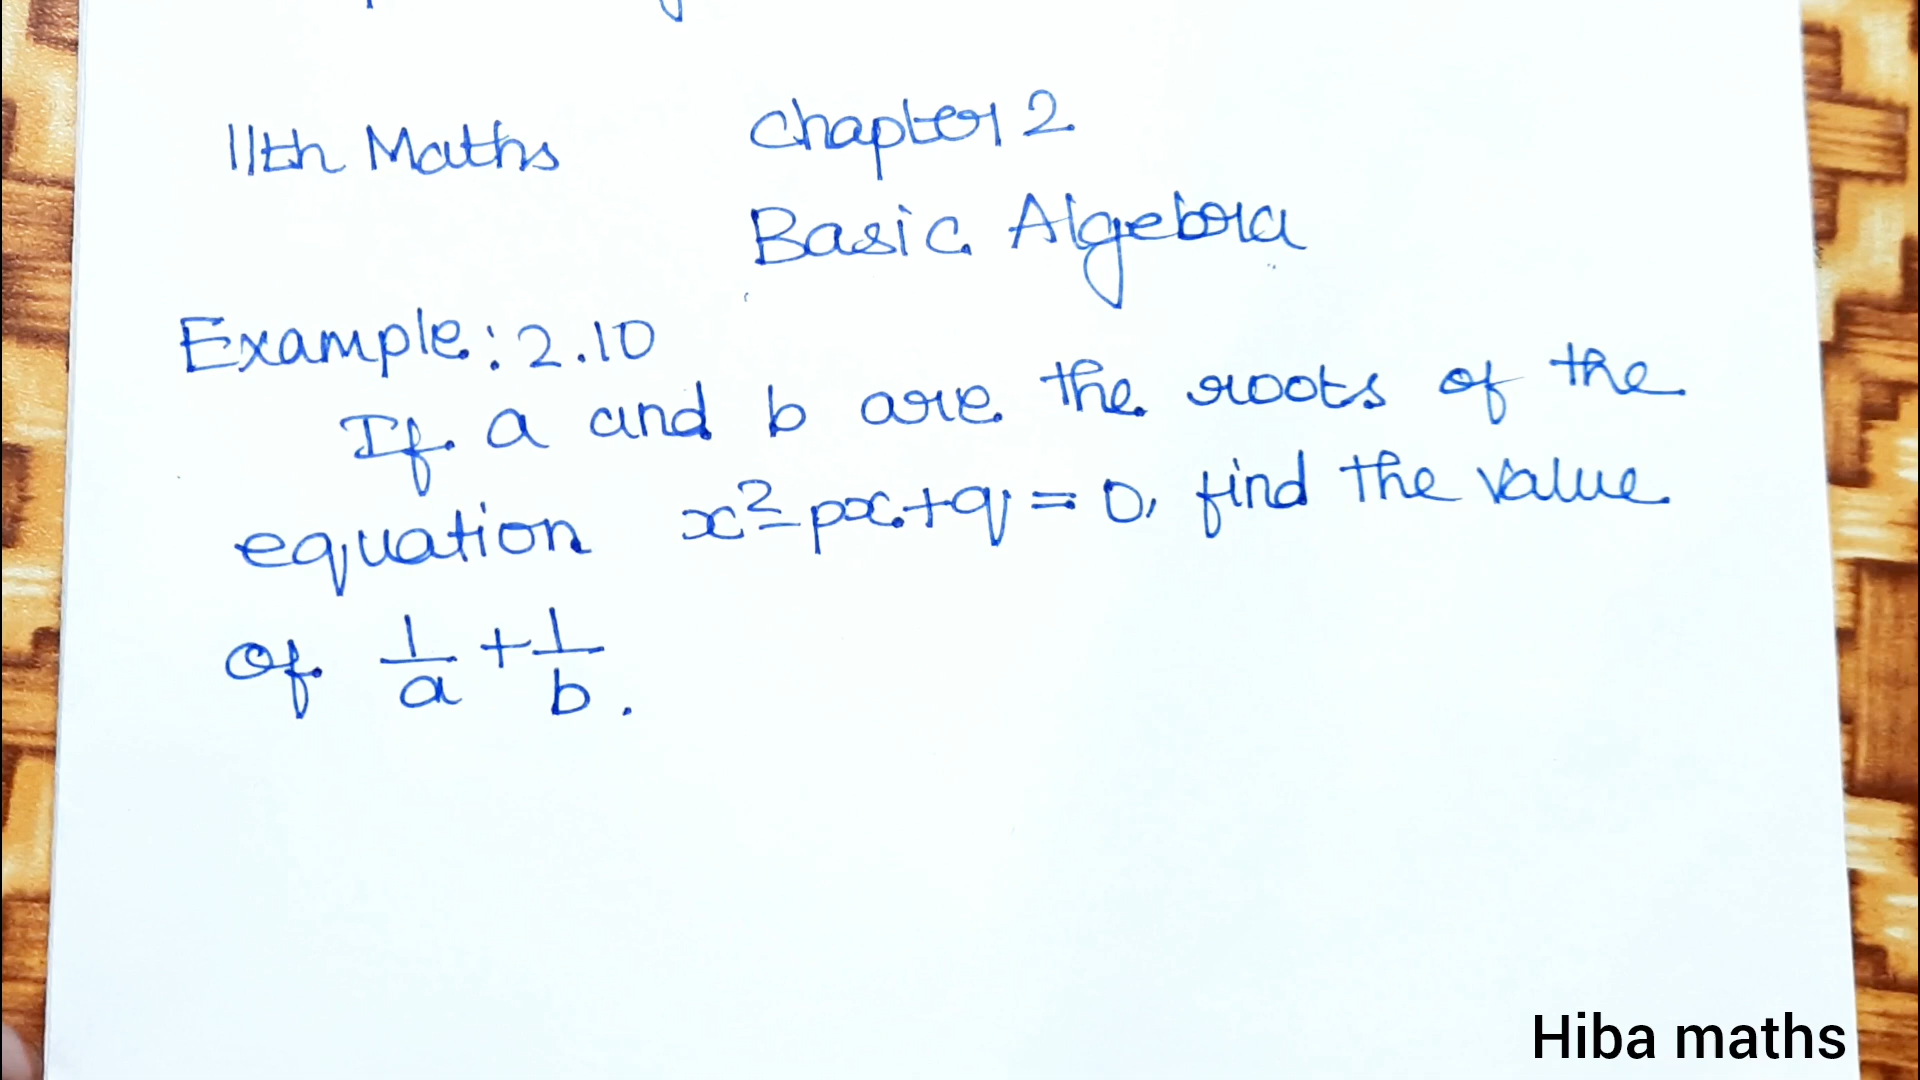 11th Maths
Chapter 2
Basic Algebra
Example: 2.10
If a and b are the roots of the
equation x²-px+q=0, find the value
of 1/a + 1/b.
Hiba maths